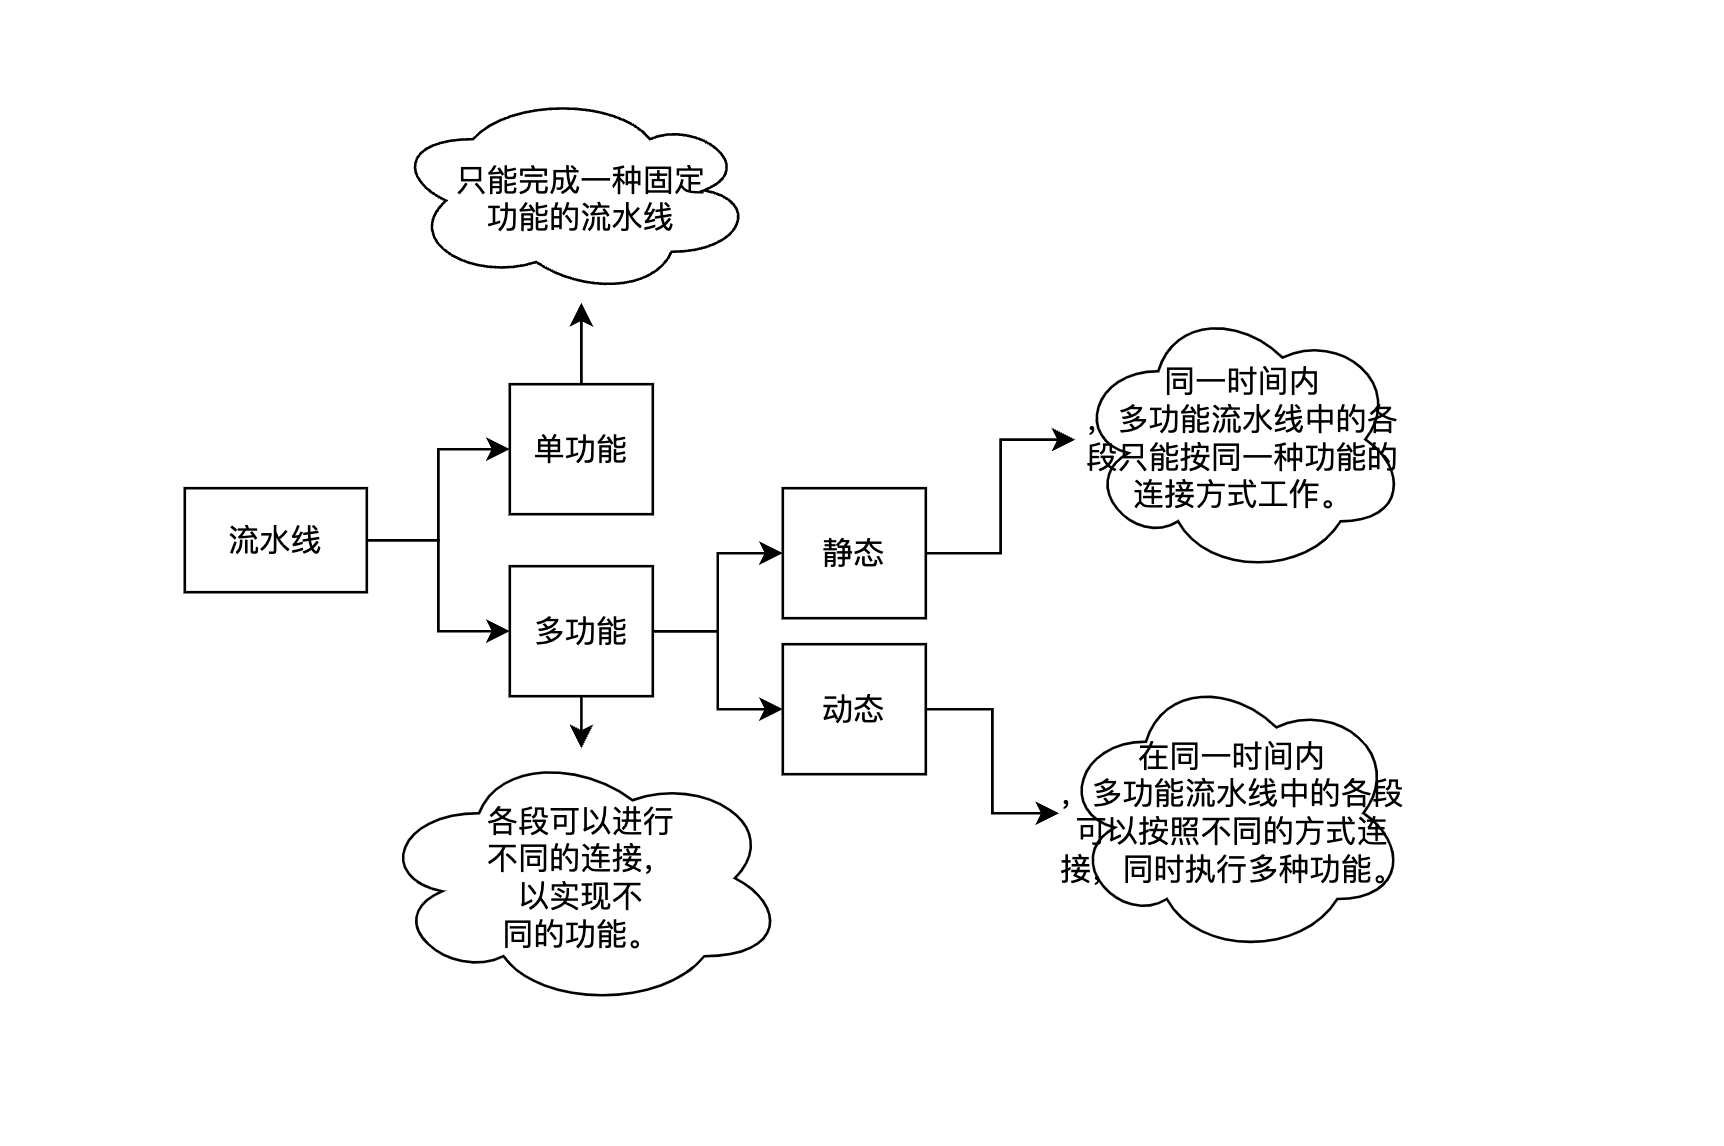 只能完成一种固定
功能的流水线
单功能
流水线
多功能
各段可以进行
不同的连接，
以实现不
同的功能。
静态
动态
同一时间内
，多功能流水线中的各
段只能按同一种功能的
连接方式工作。
在同一时间内
，多功能流水线中的各段
可以按照不同的方式连
接，同时执行多种功能。